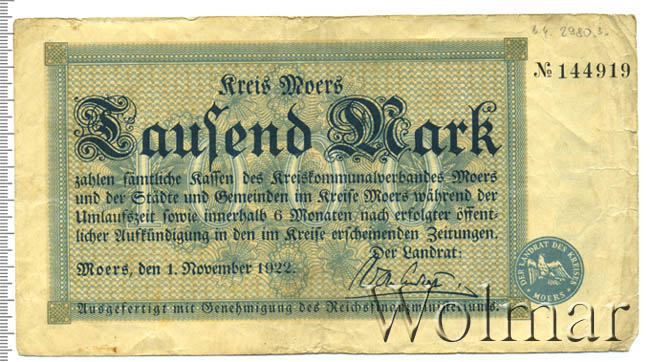 № 144919
Kreis Moers
Tausend Mark
zahlen sämtliche Kassen des Kreiskommunalverbandes Moers
und der Städte und Gemeinden im Kreise Moers während der
Umlaufszeit sowie innerhalb 6 Monaten nach erfolgter öffent-
licher Aufkündigung in den im Kreise erscheinenden Zeitungen.
Der Landrat:
Moers, den 1. November 1922.
DER LANDRAT DES KREISES
MOERS
Ausgefertigt mit Genehmigung des Reichsfinanzministeriums.
Wolmar